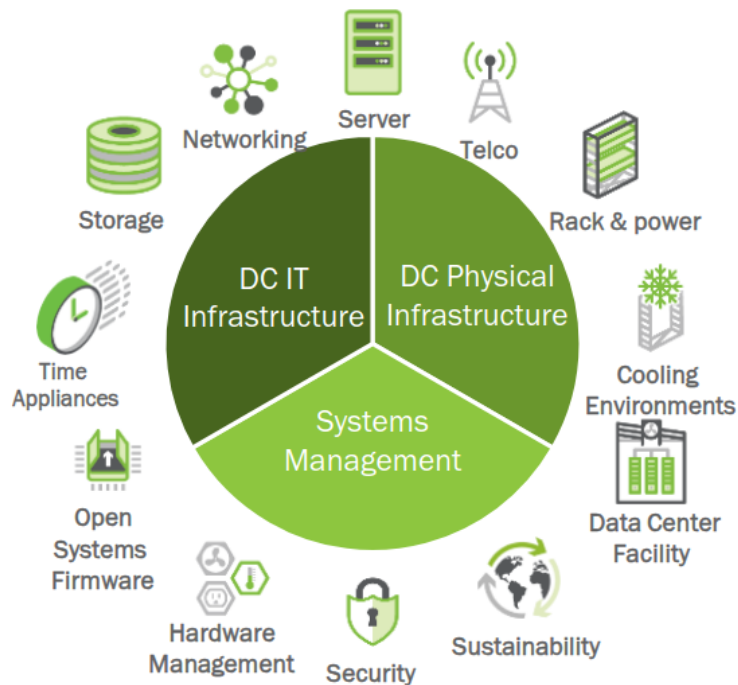 Server
Networking
Telco
Storage
Rack & power
DC IT
Infrastructure
DC Physical
Infrastructure
Time
Appliances
Cooling
Environments
Systems
Management
Open
Systems
Firmware
Data Center
Facility
Hardware
Management
Security
Sustainability